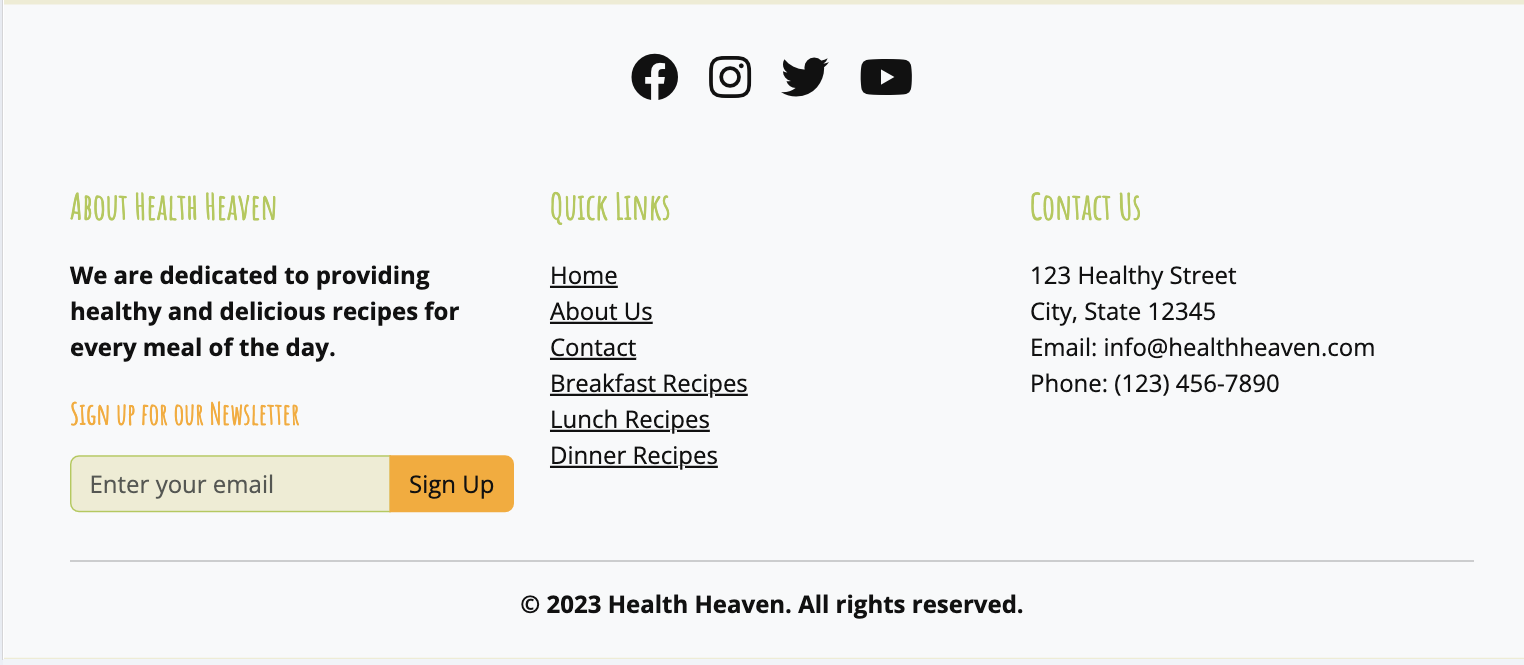 About Health Heaven
We are dedicated to providing
healthy and delicious recipes for
every meal of the day.
Sign up for our Newsletter
Enter your email
Sign Up
Quick Links
Home
About Us
Contact
Breakfast Recipes
Lunch Recipes
Dinner Recipes
Contact Us
123 Healthy Street
City, State 12345
Email: info@healthheaven.com
Phone: (123) 456-7890
© 2023 Health Heaven. All rights reserved.